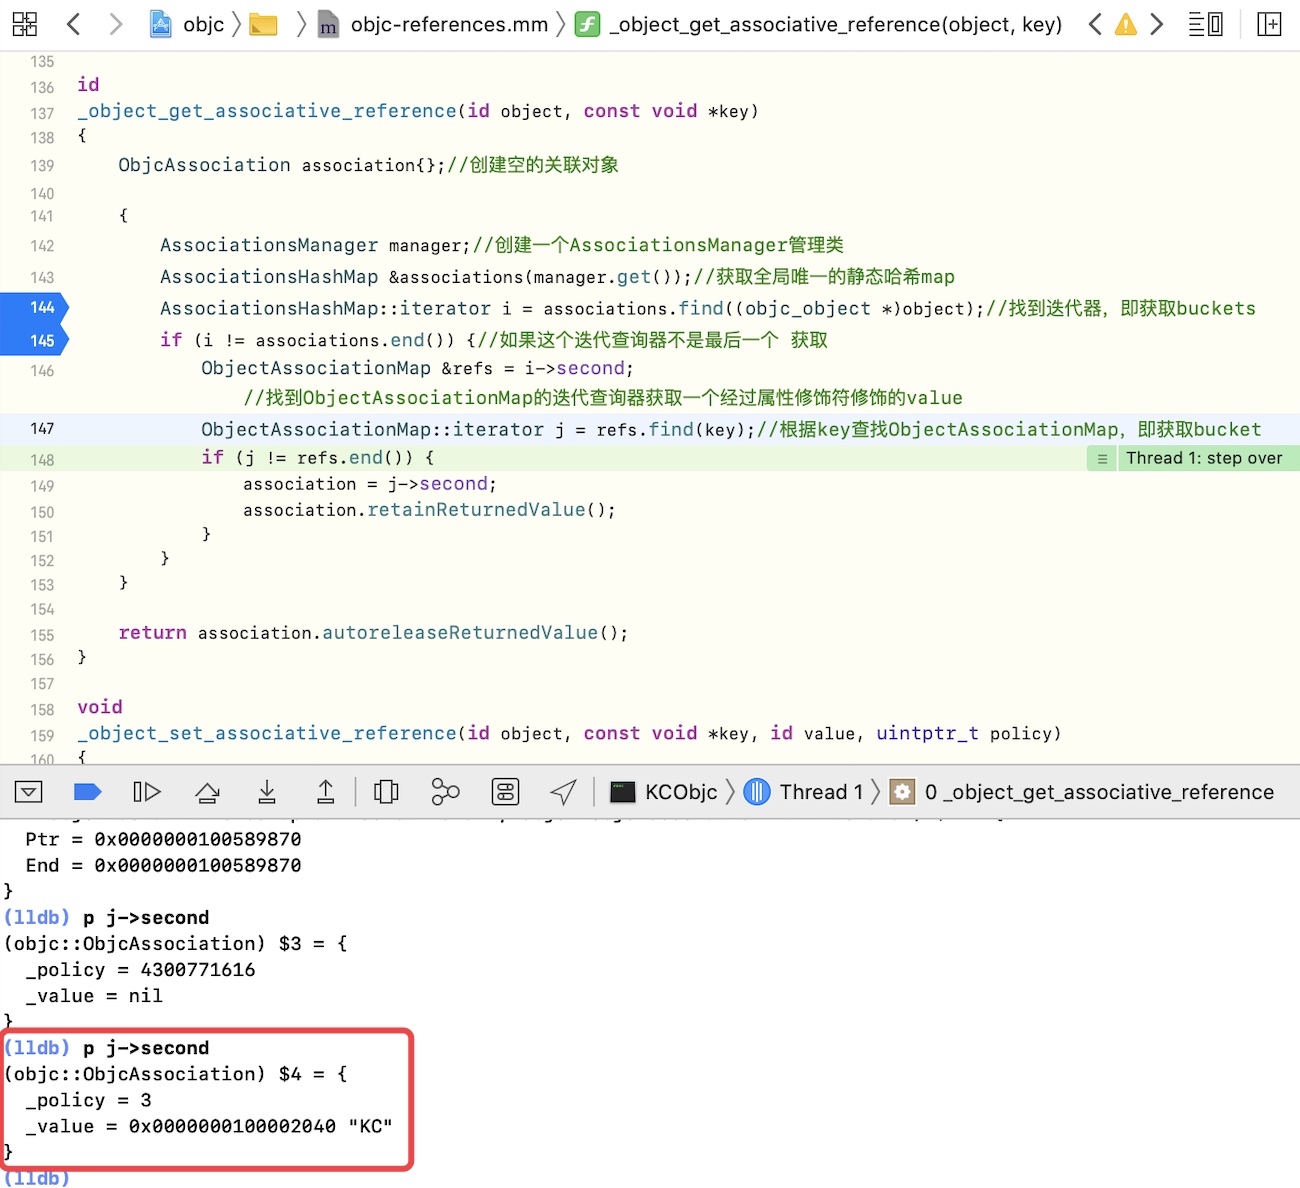 objc objc-references.mm _object_get_associative_reference(object, key)
135
136 id
137 _object_get_associative_reference(id object, const void *key)
138 {
139 ObjcAssociation association{};//创建空的关联对象
140
141 {
142 AssociationsManager manager;//创建一个AssociationsManager管理类
143 AssociationsHashMap &associations(manager.get());//获取全局唯一的静态哈希map
144 AssociationsHashMap::iterator i = associations.find((objc_object *)object);//找到迭代器，即获取buckets
145 if (i != associations.end()) {//如果这个迭代查询器不是最后一个 获取
146 ObjectAssociationMap &refs = i->second;
//找到ObjectAssociationMap的迭代查询器获取一个经过属性修饰符修饰的value
147 ObjectAssociationMap::iterator j = refs.find(key);//根据key查找ObjectAssociationMap，即获取bucket
148 if (j != refs.end()) { Thread 1: step over
149 association = j->second;
150 association.retainReturnedValue();
151 }
152 }
153 }
154
155 return association.autoreleaseReturnedValue();
156 }
157
158 void
159 _object_set_associative_reference(id object, const void *key, id value, uintptr_t policy)
160 {
KCObjc Thread 1 0 _object_get_associative_reference
Ptr = 0x0000000100589870
End = 0x0000000100589870
}
(lldb) p j->second
(objc::ObjcAssociation) $3 = {
_policy = 4300771616
_value = nil
}
(lldb) p j->second
(objc::ObjcAssociation) $4 = {
_policy = 3
_value = 0x0000000100002040 "KC"
}
(lldb)